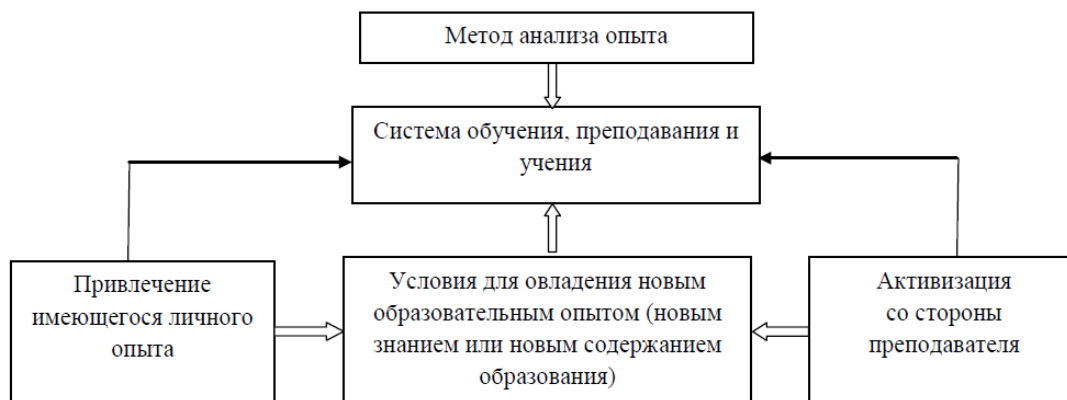 Метод анализа опыта
Система обучения, преподавания и
учения
Привлечение
имеющегося личного
опыта
Условия для овладения новым
образовательным опытом (новым
знанием или новым содержанием
образования)
Активизация
со стороны
преподавателя